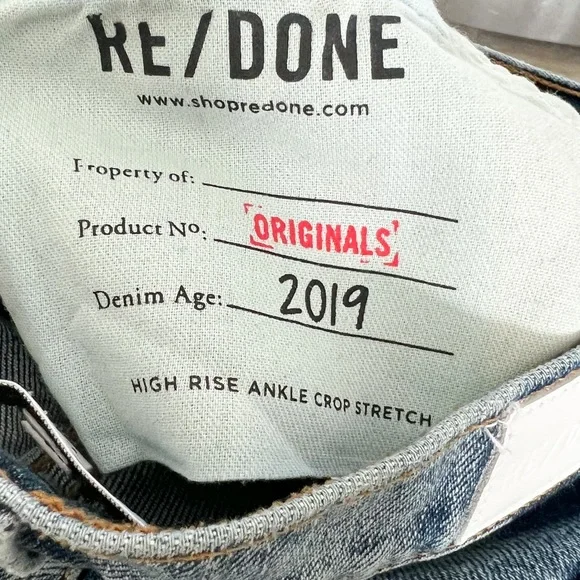 RE/DONE
www.shopredone.com
Property of:
Product No: ORIGINALS
Denim Age: 2019
HIGH RISE ANKLE CROP STRETCH